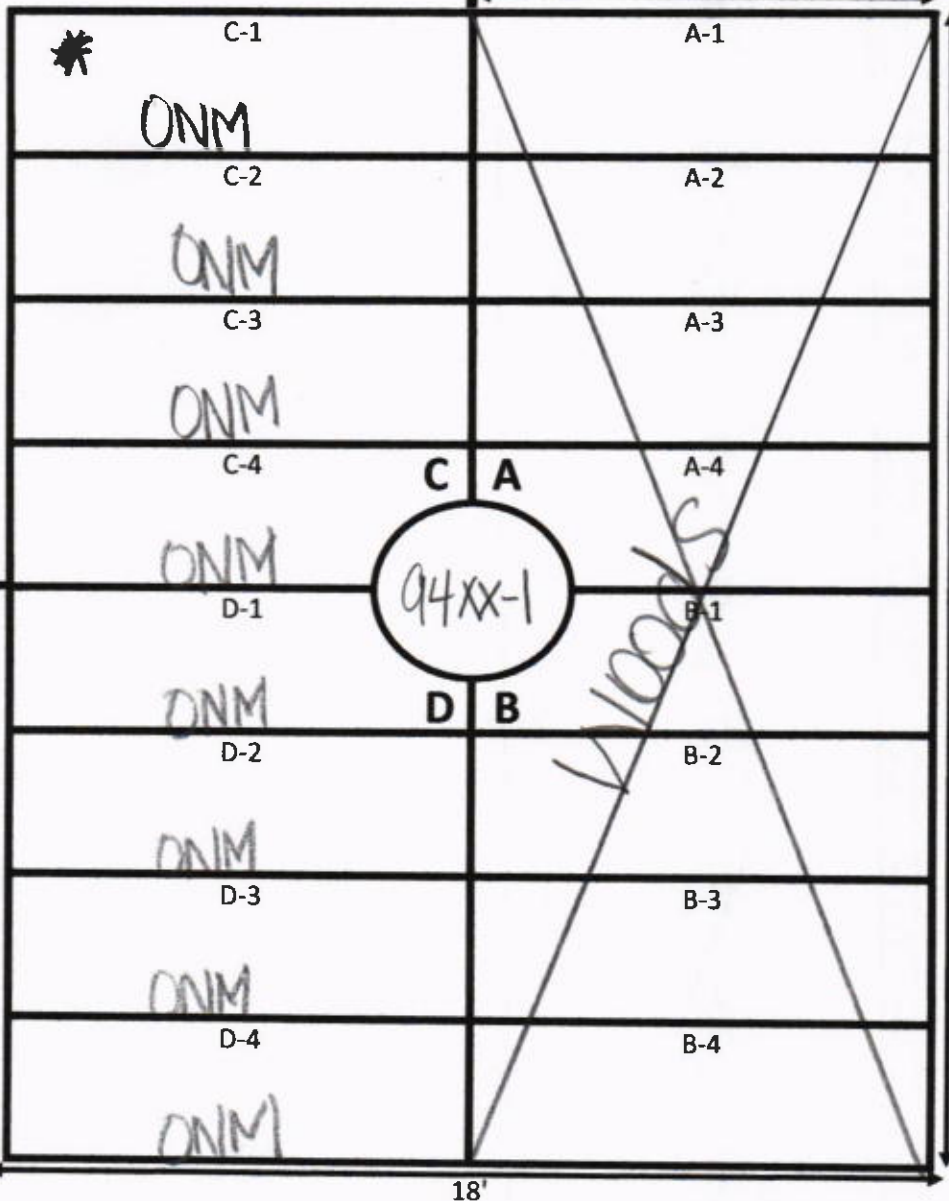 C-1 A-1
*
ONM
C-2 A-2
ONM
C-3 A-3
ONM
C-4 C A A-4
ONM
94XX-1
D-1 B-1
Klocks
ONM D B
D-2 B-2
ONM
D-3 B-3
ONM
D-4 B-4
ONM
18'